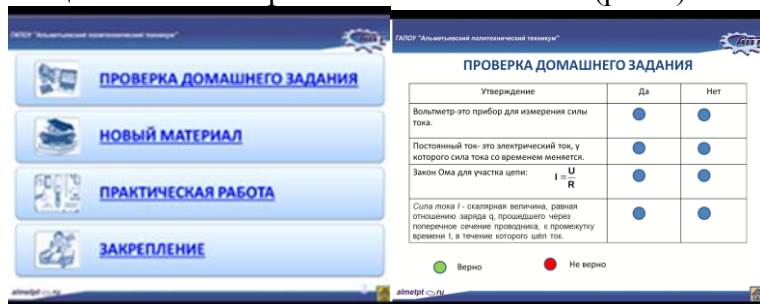 ГАПОУ "Альметьевский политехнический техникум"
ПРОВЕРКА ДОМАШНЕГО ЗАДАНИЯ
НОВЫЙ МАТЕРИАЛ
ПРАКТИЧЕСКАЯ РАБОТА
ЗАКРЕПЛЕНИЕ
almetpt ru
ГАПОУ "Альметьевский политехнический техникум"
ПРОВЕРКА ДОМАШНЕГО ЗАДАНИЯ
Утверждение Да Нет
Вольтметр-это прибор для измерения силы
тока.
Постоянный ток- это электрический ток, у
которого сила тока со временем меняется.
Закон Ома для участка цепи: I = U/R
Сила тока I - скалярная величина, равная
отношению заряда q, прошедшего через
поперечное сечение проводника, к промежутку
времени t, в течение которого шёл ток.
Верно Не верно
almetpt ru